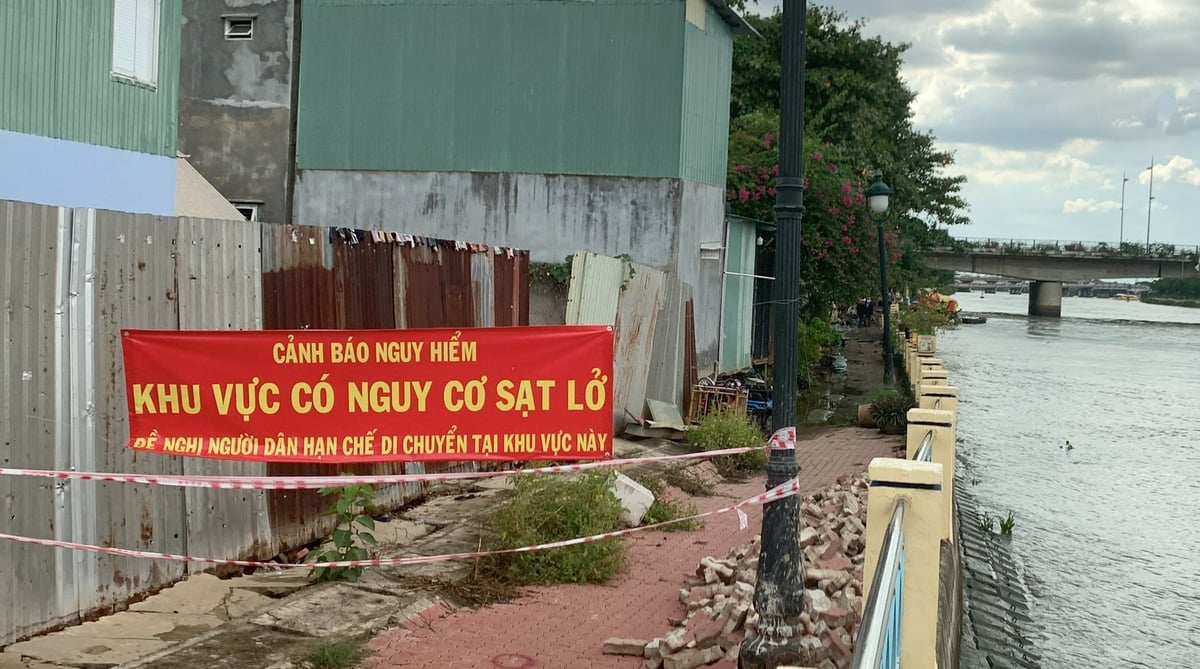 CẢNH BÁO NGUY HIỂM
KHU VỰC CÓ NGUY CƠ SẠT LỞ
ĐỀ NGHỊ NGƯỜI DÂN HẠN CHẾ DI CHUYỂN TẠI KHU VỰC NÀY